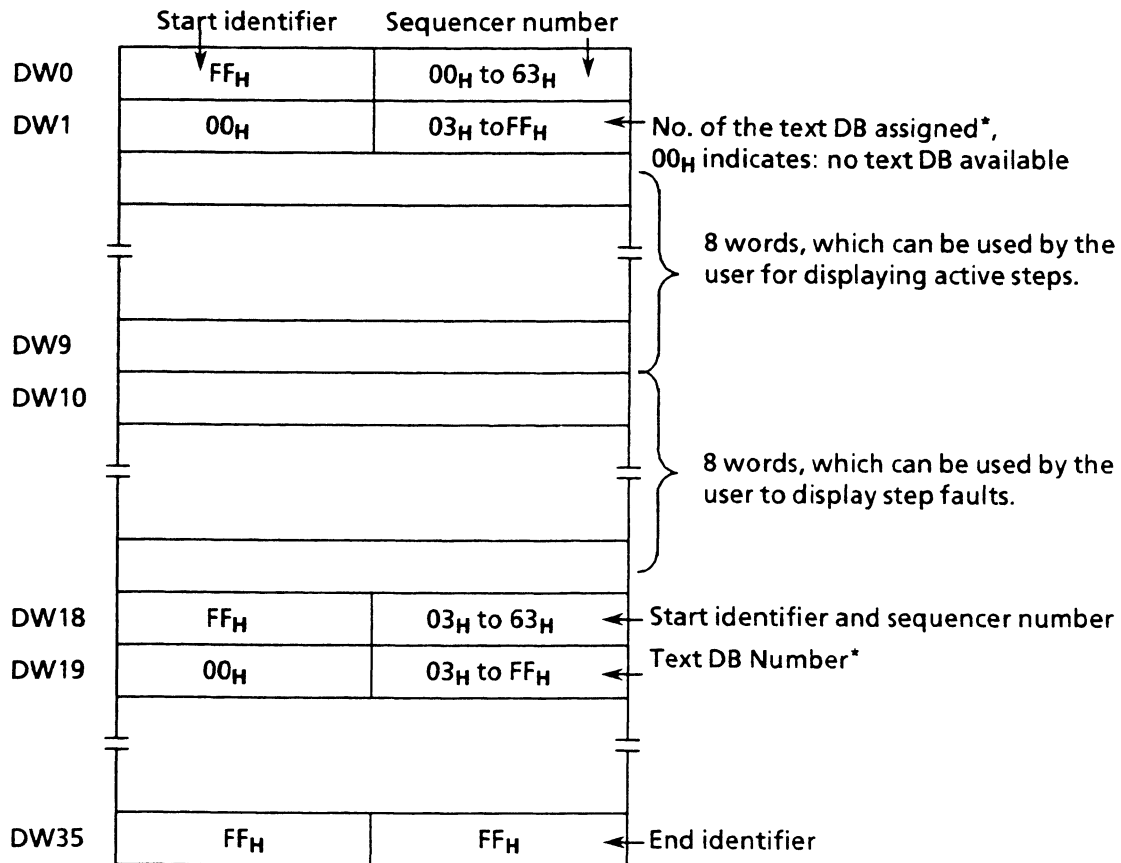 Start identifier Sequencer number
DW0 FFH 00H to 63H
DW1 00H 03H toFFH No. of the text DB assigned*,
00H indicates: no text DB available
8 words, which can be used by the
user for displaying active steps.
DW9
DW10
8 words, which can be used by the
user to display step faults.
DW18 FFH 03H to 63H Start identifier and sequencer number
DW19 00H 03H to FFH Text DB Number*
DW35 FFH FFH End identifier